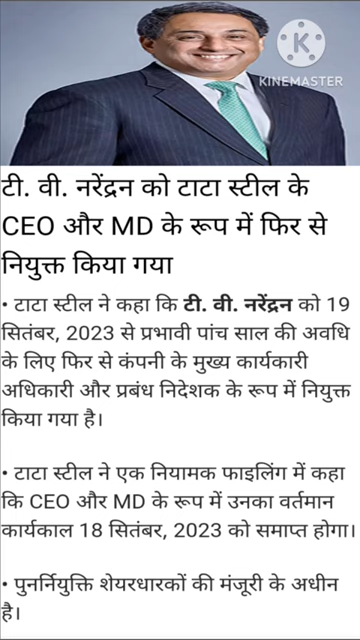 K
KINEMASTER
टी. वी. नरेंद्रन को टाटा स्टील के
CEO और MD के रूप में फिर से
नियुक्त किया गया
• टाटा स्टील ने कहा कि टी. वी. नरेंद्रन को 19
सितंबर, 2023 से प्रभावी पांच साल की अवधि
के लिए फिर से कंपनी के मुख्य कार्यकारी
अधिकारी और प्रबंध निदेशक के रूप में नियुक्त
किया गया है।
• टाटा स्टील ने एक नियामक फाइलिंग में कहा
कि CEO और MD के रूप में उनका वर्तमान
कार्यकाल 18 सितंबर, 2023 को समाप्त होगा।
• पुनर्नियुक्ति शेयरधारकों की मंजूरी के अधीन
है।